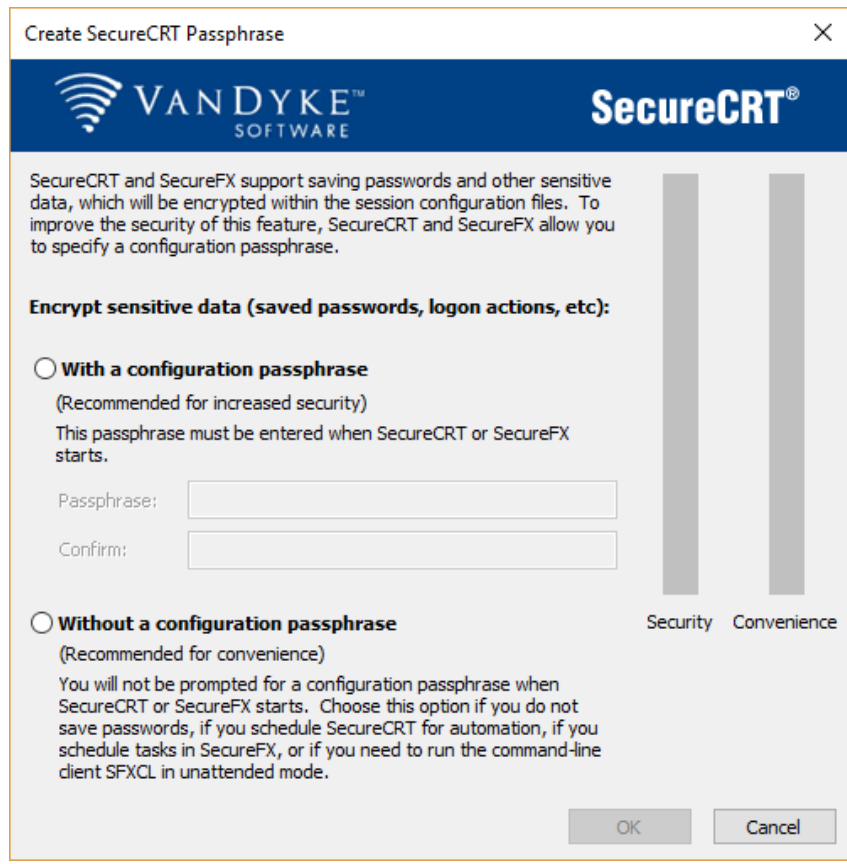 Create SecureCRT Passphrase
VANDYKE™
SOFTWARE
SecureCRT®
SecureCRT and SecureFX support saving passwords and other sensitive
data, which will be encrypted within the session configuration files.  To
improve the security of this feature, SecureCRT and SecureFX allow you
to specify a configuration passphrase.
Encrypt sensitive data (saved passwords, logon actions, etc):
With a configuration passphrase
(Recommended for increased security)
This passphrase must be entered when SecureCRT or SecureFX
starts.
Passphrase:
Confirm:
Security
Convenience
Without a configuration passphrase
(Recommended for convenience)
You will not be prompted for a configuration passphrase when
SecureCRT or SecureFX starts.  Choose this option if you do not
save passwords, if you schedule SecureCRT for automation, if you
schedule tasks in SecureFX, or if you need to run the command-line
client SFXCL in unattended mode.
OK
Cancel